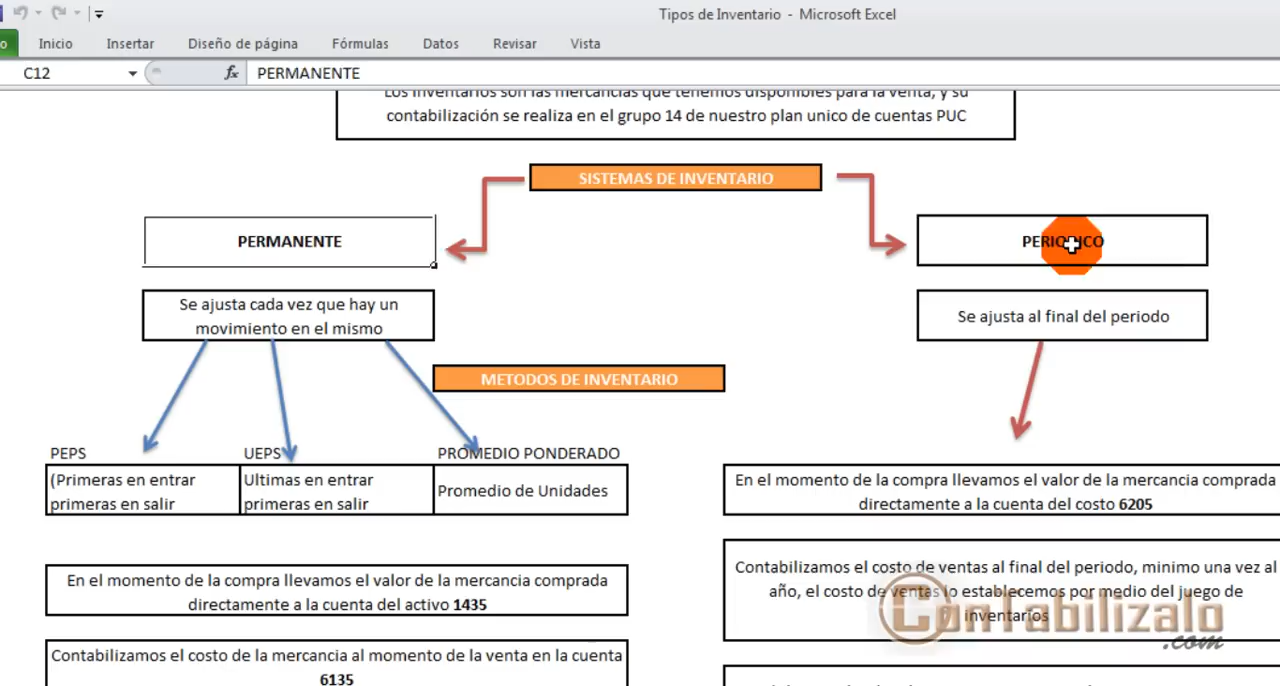 Tipos de Inventario - Microsoft Excel
Inicio Insertar Diseño de página Fórmulas Datos Revisar Vista
C12 fx PERMANENTE
Los inventarios son las mercancias que tenemos disponibles para la venta, y su
contabilización se realiza en el grupo 14 de nuestro plan unico de cuentas PUC
SISTEMAS DE INVENTARIO
PERMANENTE
PERIODICO
Se ajusta cada vez que hay un
movimiento en el mismo
Se ajusta al final del periodo
METODOS DE INVENTARIO
PEPS UEPS PROMEDIO PONDERADO
(Primeras en entrar
primeras en salir
Ultimas en entrar
primeras en salir
Promedio de Unidades
En el momento de la compra llevamos el valor de la mercancia comprada
directamente a la cuenta del costo 6205
En el momento de la compra llevamos el valor de la mercancia comprada
directamente a la cuenta del activo 1435
Contabilizamos el costo de ventas al final del periodo, minimo una vez al
año, el costo de ventas lo establecemos por medio del juego de
inventarios
Contabilizamos el costo de la mercancia al momento de la venta en la cuenta
6135
Contabilizalo
.com